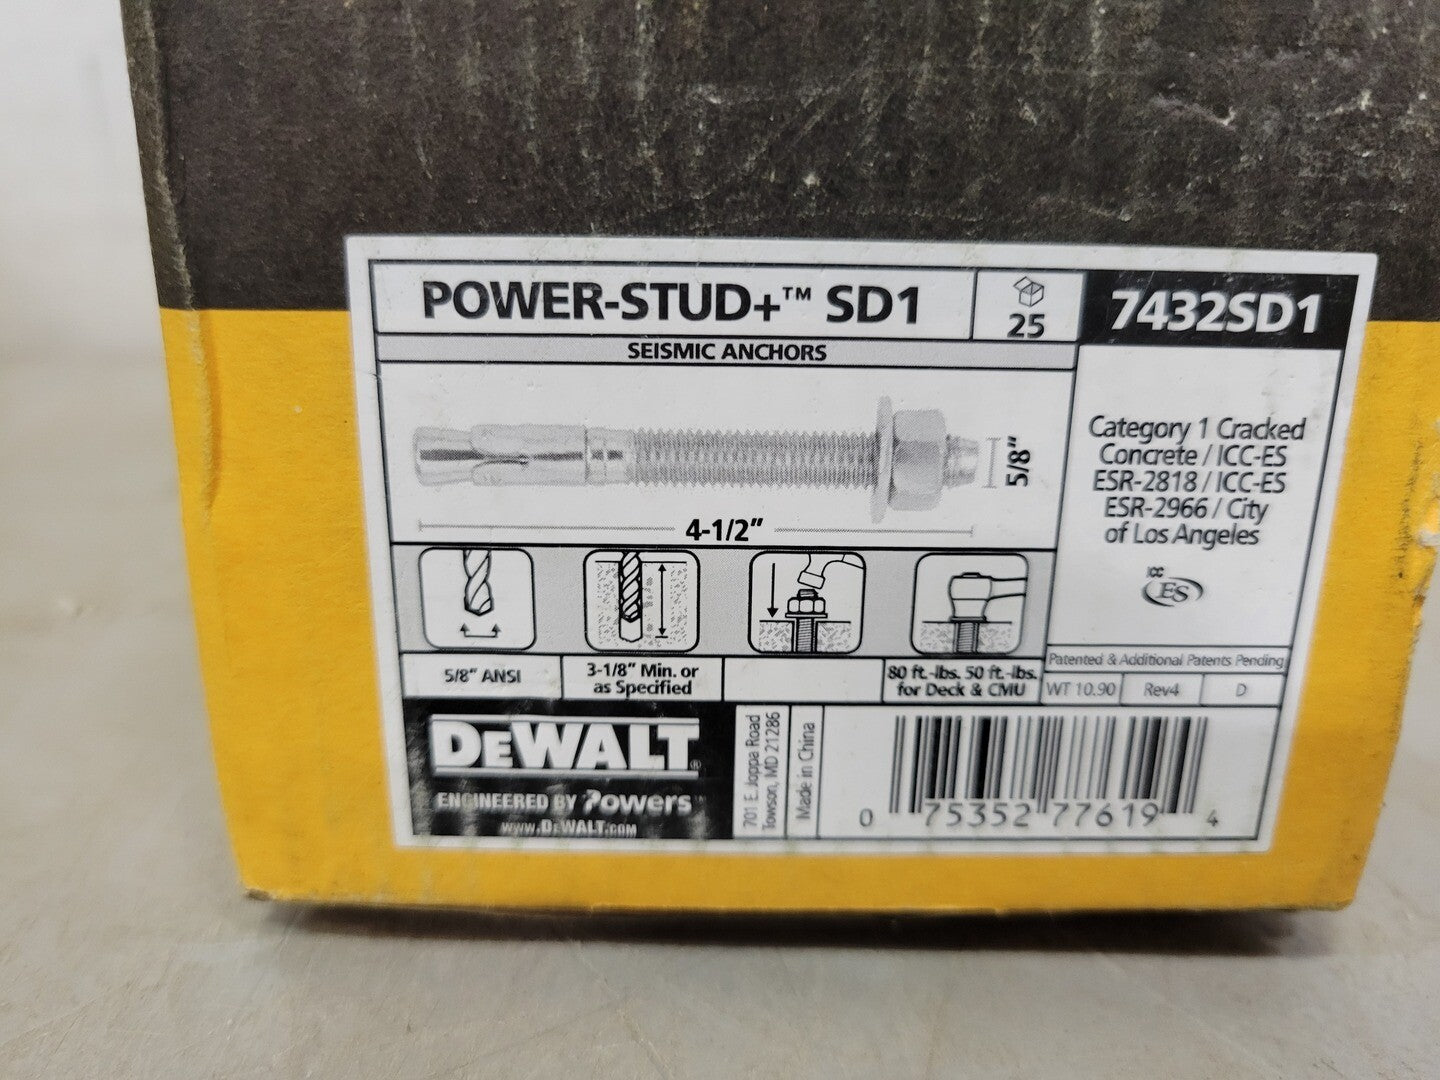 POWER-STUD+™ SD1
25
7432SD1
SEISMIC ANCHORS
5/8"
4-1/2"
Category 1 Cracked
Concrete / ICC-ES
ESR-2818 / ICC-ES
ESR-2966 / City
of Los Angeles
ICC
ES
5/8" ANSI
3-1/8" Min. or
as Specified
80 ft.-lbs. 50 ft.-lbs.
for Deck & CMU
Patented & Additional Patents Pending
WT 10.90
Rev4
D
DEWALT®
ENGINEERED BY Powers
www.DEWALT.com
701 E. Joppa Road
Towson, MD 21286
Made in China
0 75352 77619 4